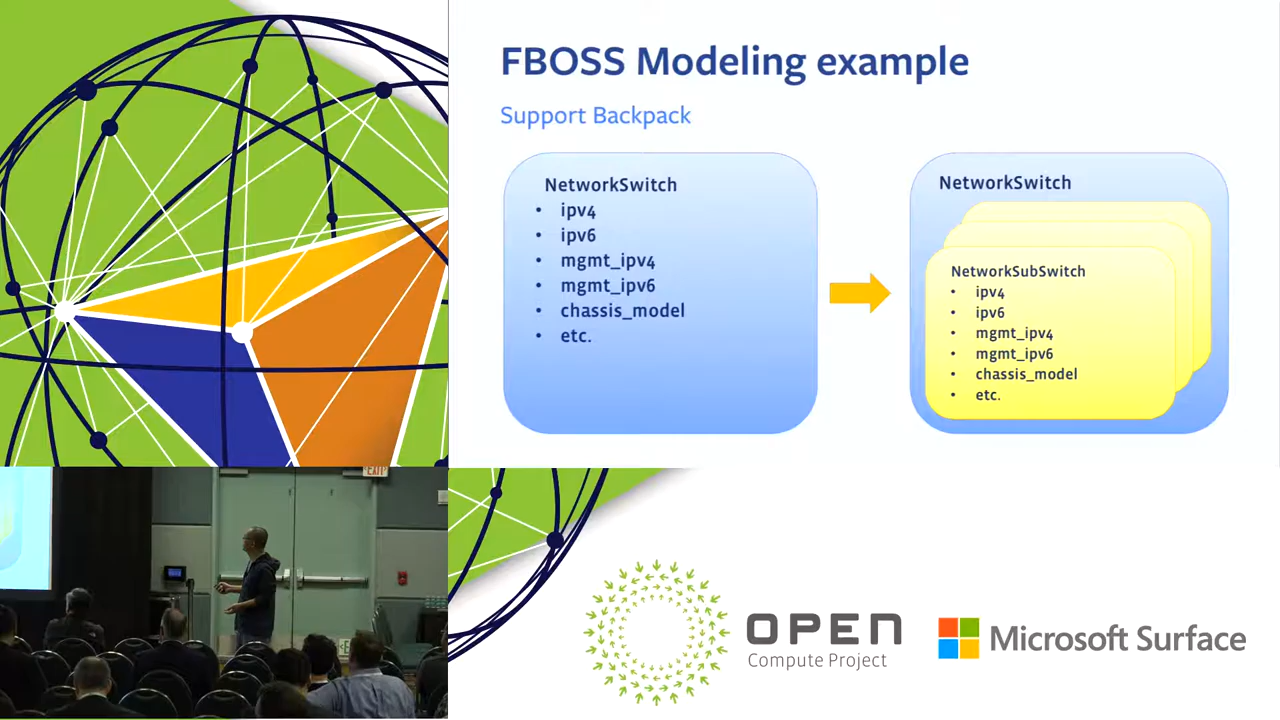 FBOSS Modeling example
Support Backpack
NetworkSwitch
• ipv4
• ipv6
• mgmt_ipv4
• mgmt_ipv6
• chassis_model
• etc.
NetworkSwitch
NetworkSubSwitch
• ipv4
• ipv6
• mgmt_ipv4
• mgmt_ipv6
• chassis_model
• etc.
EXIT
OPEN
Compute Project
Microsoft Surface